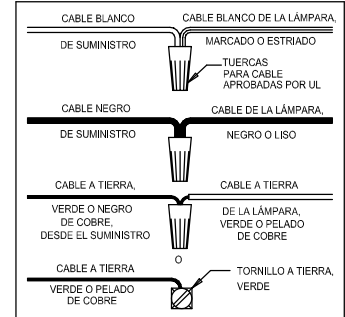 CABLE BLANCO
DE SUMINISTRO
CABLE BLANCO DE LA LÁMPARA,
MARCADO O ESTRIADO
TUERCAS
PARA CABLE
APROBADAS POR UL
CABLE NEGRO
DE SUMINISTRO
CABLE DE LA LÁMPARA,
NEGRO O LISO
CABLE A TIERRA,
VERDE O NEGRO
DE COBRE,
DESDE EL SUMINISTRO
CABLE A TIERRA
DE LA LÁMPARA,
VERDE O PELADO
DE COBRE
O
CABLE A TIERRA
VERDE O PELADO
DE COBRE
TORNILLO A TIERRA,
VERDE